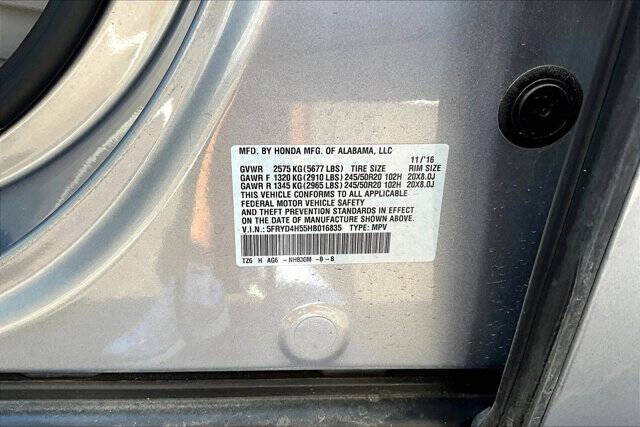 MFD. BY HONDA MFG. OF ALABAMA, LLC 11/'16
GVWR 2575 KG (5677 LBS) TIRE SIZE RIM SIZE
GAWR F 1320 KG (2910 LBS) 245/50R20 102H 20X8.0J
GAWR R 1345 KG (2965 LBS) 245/50R20 102H 20X8.0J
THIS VEHICLE CONFORMS TO ALL APPLICABLE
FEDERAL MOTOR VEHICLE SAFETY
AND THEFT PREVENTION STANDARDS IN EFFECT
ON THE DATE OF MANUFACTURE SHOWN ABOVE.
V.I.N.: 5FRYD4H55HB016835 TYPE: MPV
TZ6 H AG6 -NH830M -B-B